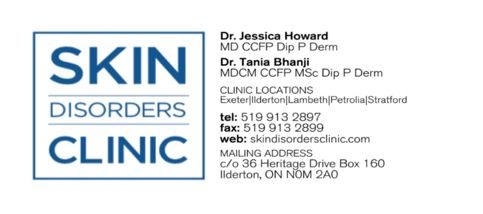 SKIN
DISORDERS
CLINIC
Dr. Jessica Howard
MD CCFP Dip P Derm
Dr. Tania Bhanji
MDCM CCFP MSc Dip P Derm
CLINIC LOCATIONS
Exeter|Ilderton|Lambeth|Petrolia|Stratford
tel: 519 913 2897
fax: 519 913 2899
web: skindisordersclinic.com
MAILING ADDRESS
c/o 36 Heritage Drive Box 160
Ilderton, ON N0M 2A0